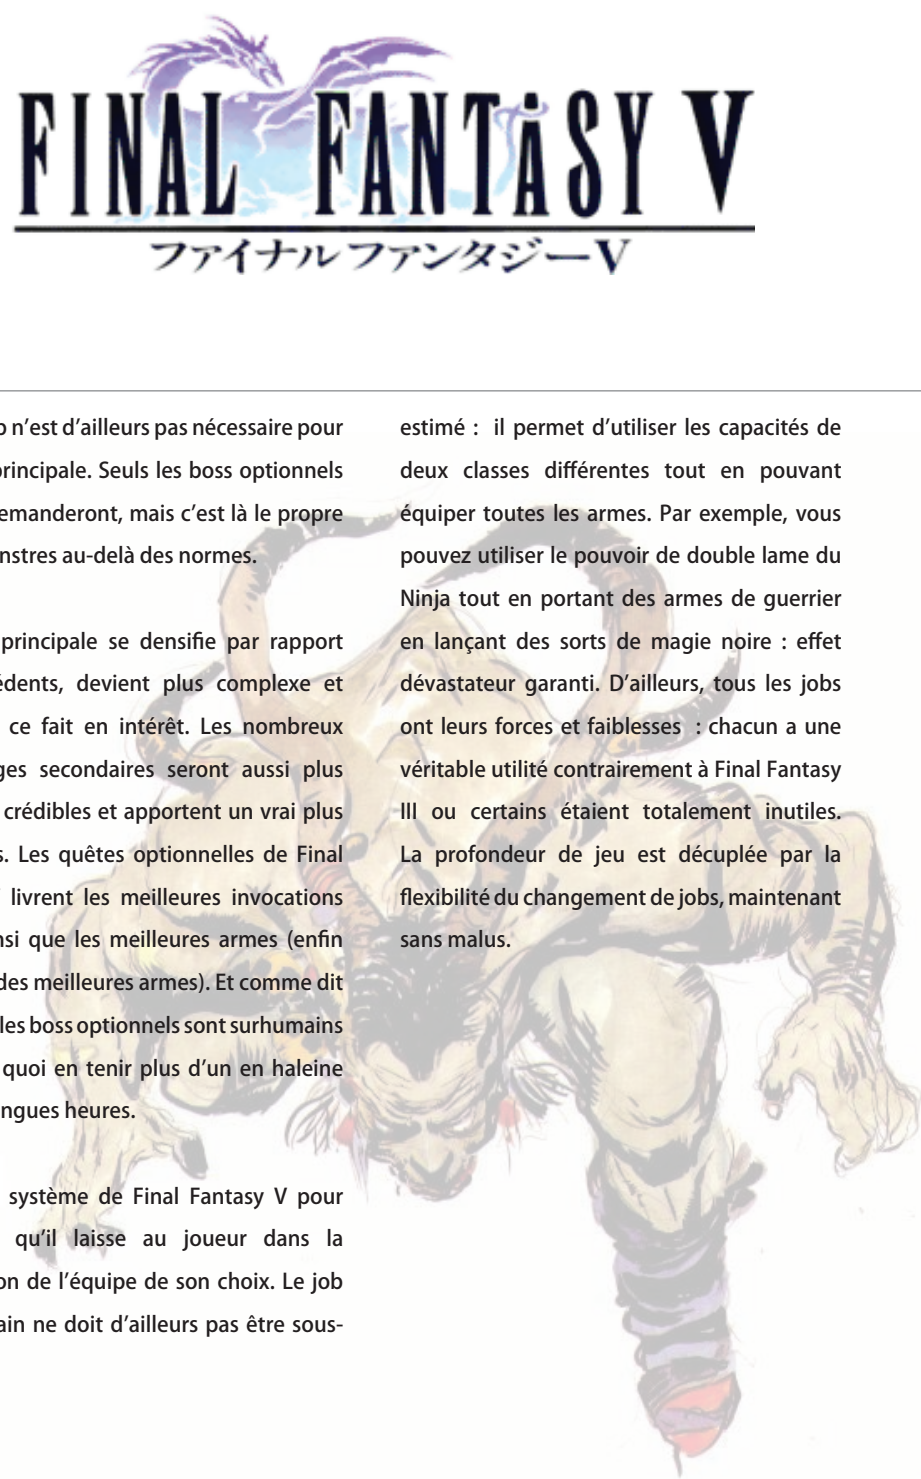 FINAL FANTASY V
ファイナルファンタジーV
n'est d'ailleurs pas nécessaire pour
principale. Seuls les boss optionnels
emanderont, mais c'est là le propre
nstres au-delà des normes.
principale se densifie par rapport
édents, devient plus complexe et
ce fait en intérêt. Les nombreux
ges secondaires seront aussi plus
crédibles et apportent un vrai plus
s. Les quêtes optionnelles de Final
livrent les meilleures invocations
nsi que les meilleures armes (enfin
des meilleures armes). Et comme dit
les boss optionnels sont surhumains
quoi en tenir plus d'un en haleine
ngues heures.
système de Final Fantasy V pour
qu'il laisse au joueur dans la
on de l'équipe de son choix. Le job
ain ne doit d'ailleurs pas être sous-
estimé : il permet d'utiliser les capacités de
deux classes différentes tout en pouvant
équiper toutes les armes. Par exemple, vous
pouvez utiliser le pouvoir de double lame du
Ninja tout en portant des armes de guerrier
en lançant des sorts de magie noire : effet
dévastateur garanti. D'ailleurs, tous les jobs
ont leurs forces et faiblesses : chacun a une
véritable utilité contrairement à Final Fantasy
III ou certains étaient totalement inutiles.
La profondeur de jeu est décuplée par la
flexibilité du changement de jobs, maintenant
sans malus.